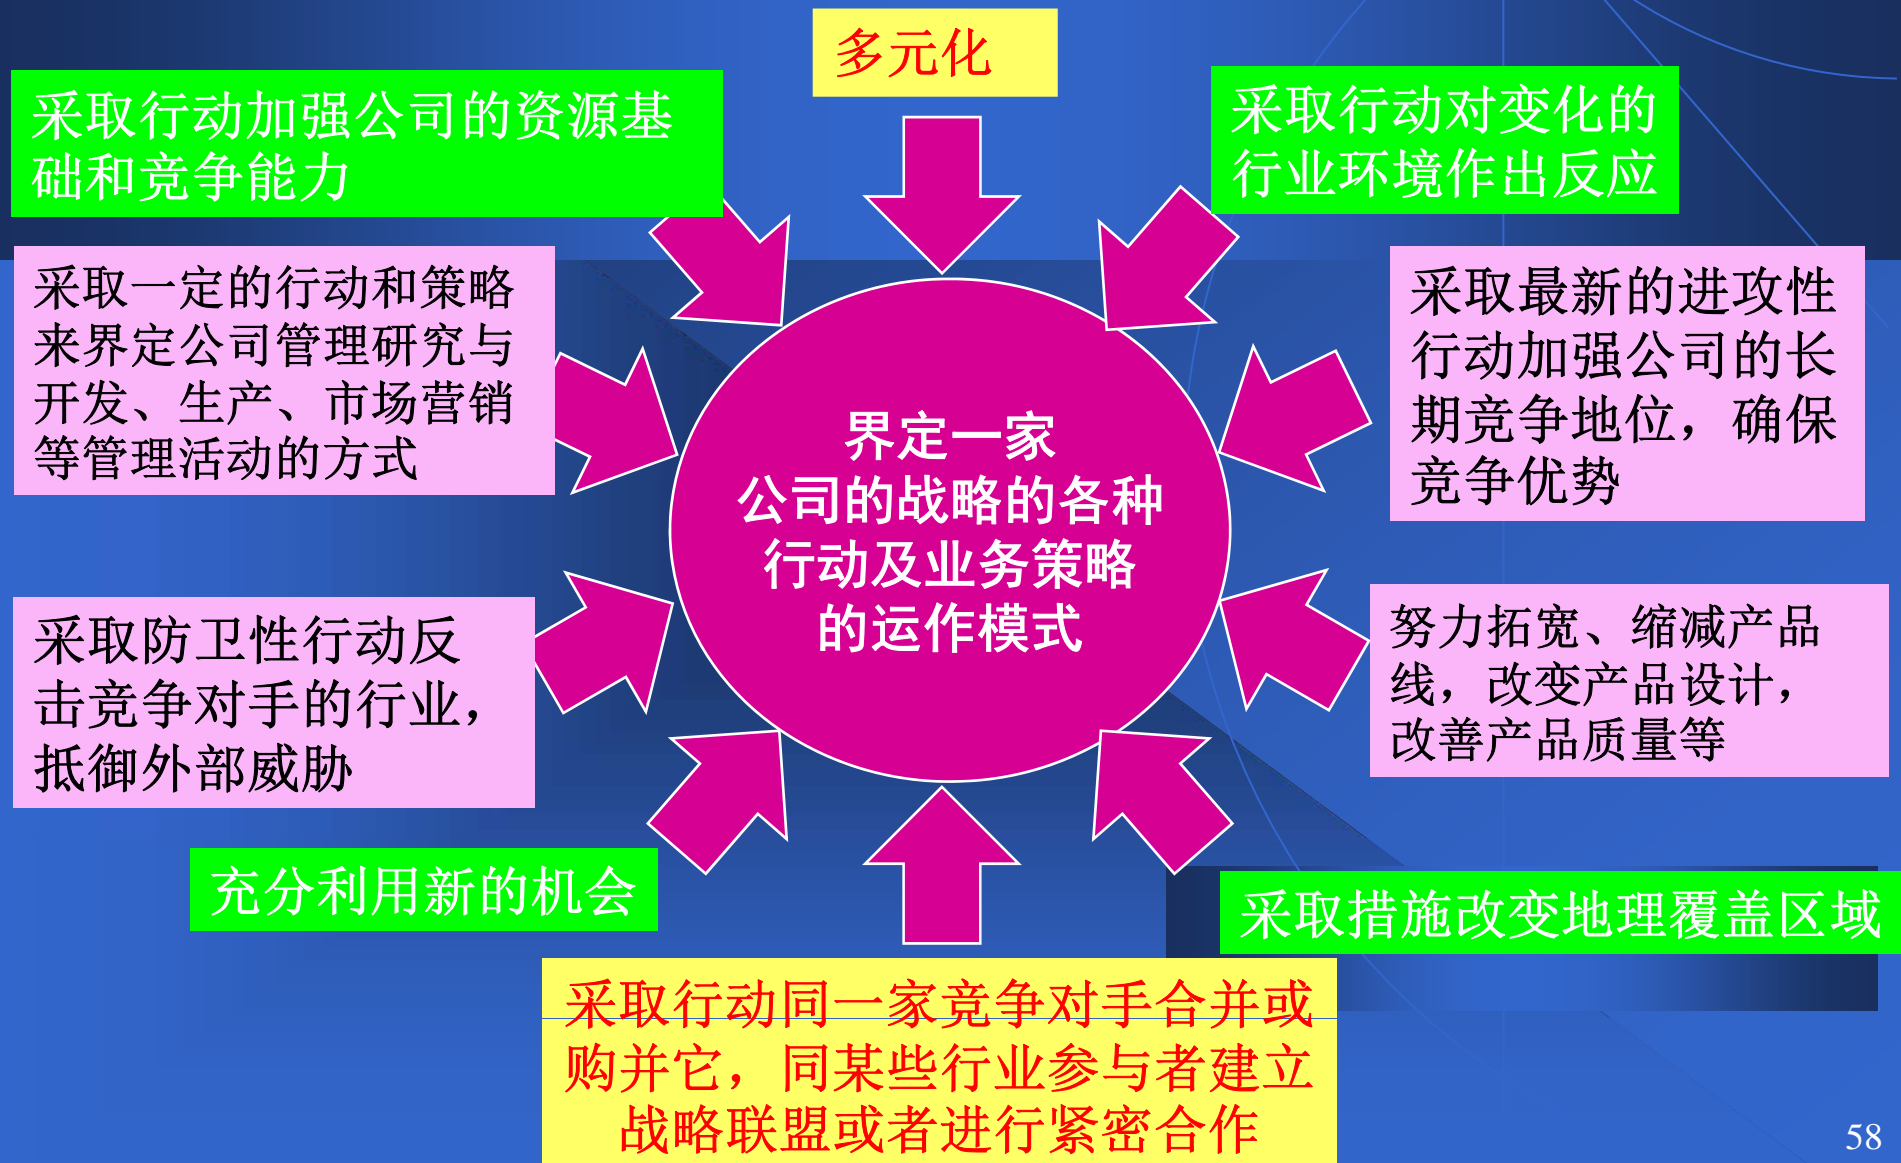 多元化
采取行动加强公司的资源基
础和竞争能力
采取行动对变化的
行业环境作出反应
采取一定的行动和策略
来界定公司管理研究与
开发、生产、市场营销
等管理活动的方式
采取最新的进攻性
行动加强公司的长
期竞争地位，确保
竞争优势
界定一家
公司的战略的各种
行动及业务策略
的运作模式
采取防卫性行动反
击竞争对手的行业，
抵御外部威胁
努力拓宽、缩减产品
线，改变产品设计，
改善产品质量等
充分利用新的机会
采取措施改变地理覆盖区域
采取行动同一家竞争对手合并或
购并它，同某些行业参与者建立
战略联盟或者进行紧密合作
58